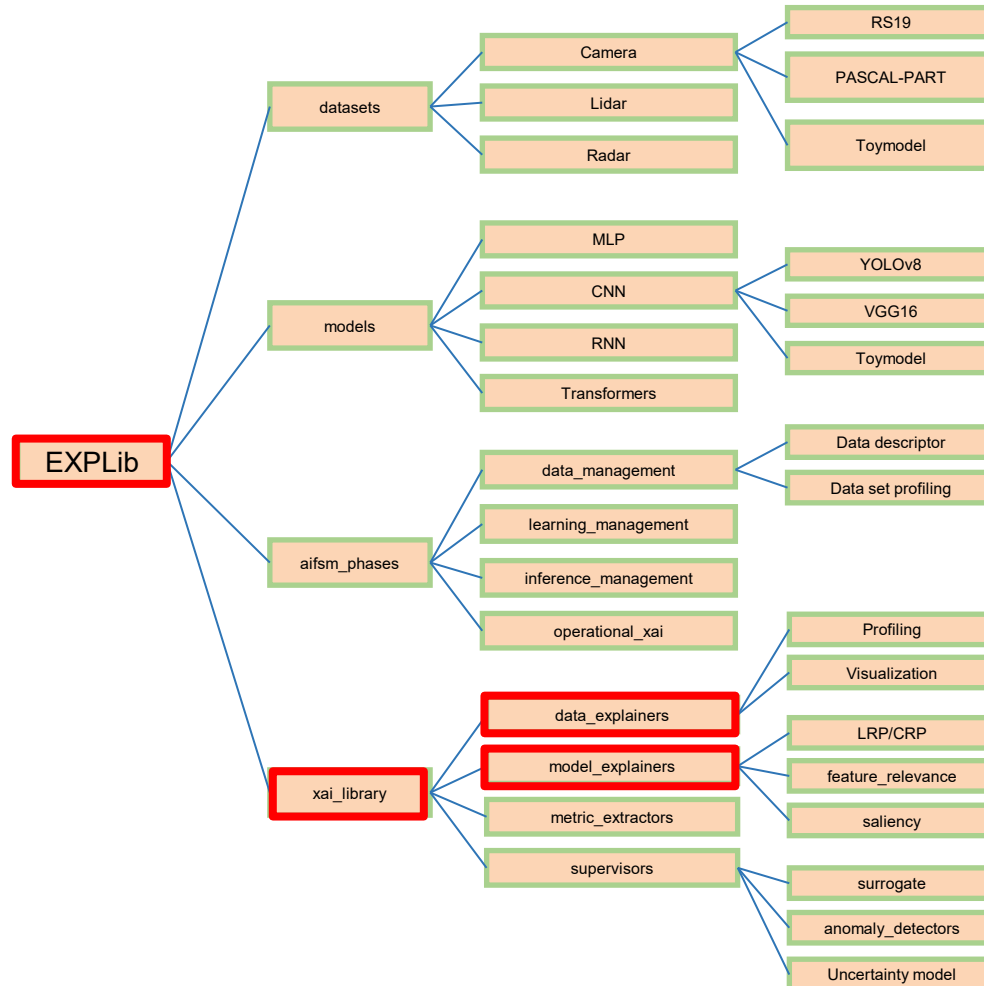 EXPLib
datasets
Camera
RS19
PASCAL-PART
Toymodel
Lidar
Radar
models
MLP
CNN
YOLOv8
VGG16
Toymodel
RNN
Transformers
aifsm_phases
data_management
Data descriptor
Data set profiling
learning_management
inference_management
operational_xai
xai_library
data_explainers
Profiling
Visualization
model_explainers
LRP/CRP
feature_relevance
saliency
metric_extractors
supervisors
surrogate
anomaly_detectors
Uncertainty model